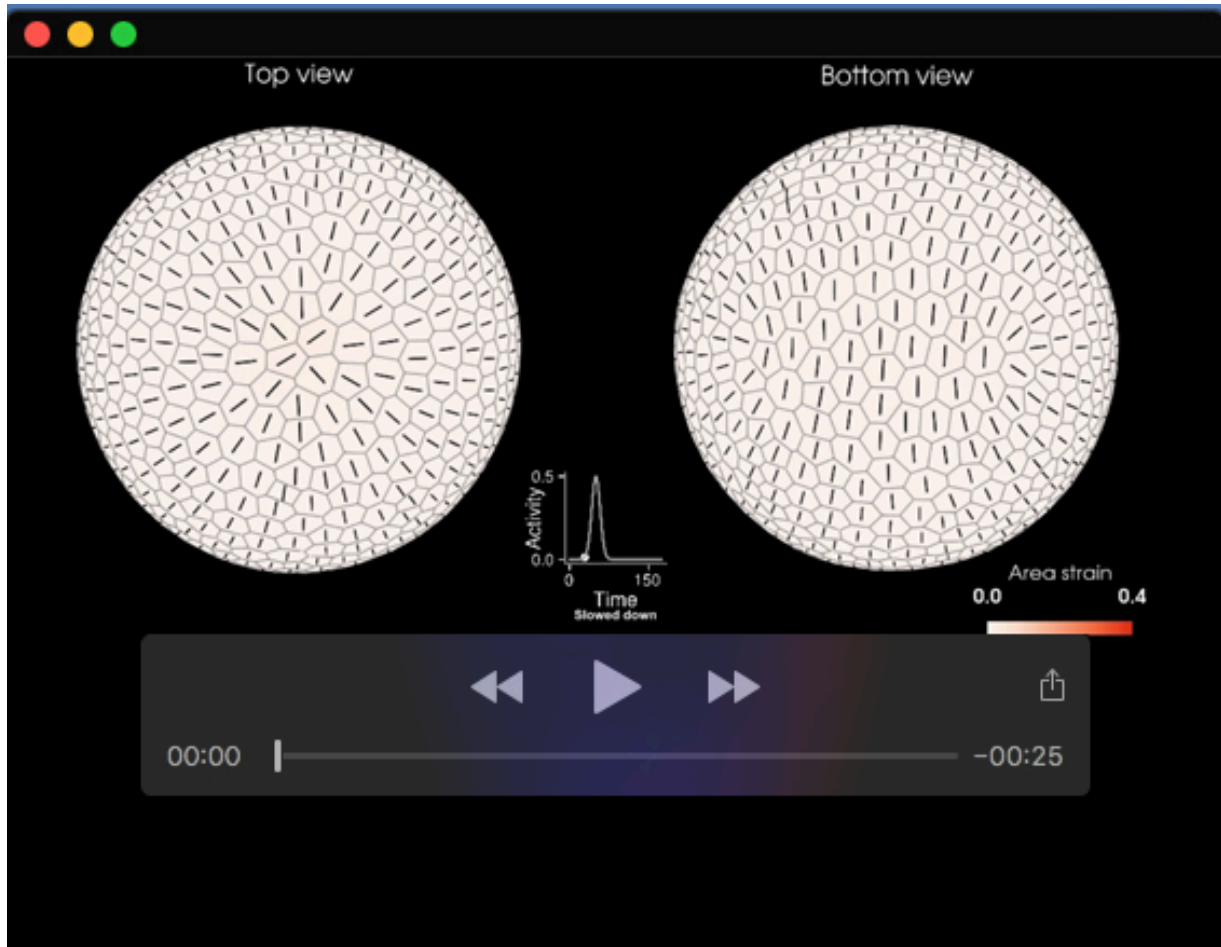 Top view
Bottom view
0.5
Activity
0.0
0
150
Time
Slowed down
Area strain
0.0
0.4
00:00
-00:25